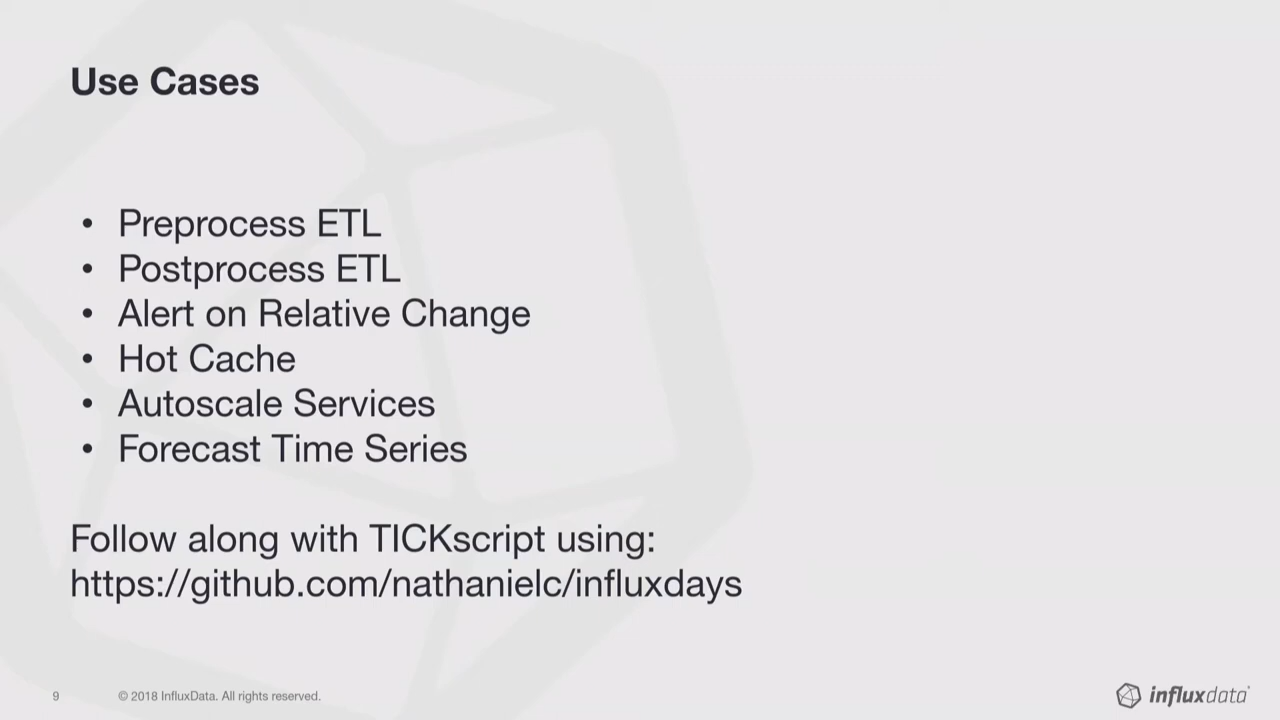 Use Cases
• Preprocess ETL
• Postprocess ETL
• Alert on Relative Change
• Hot Cache
• Autoscale Services
• Forecast Time Series
Follow along with TICKscript using:
https://github.com/nathanielc/influxdays
9 © 2018 InfluxData. All rights reserved.
influxdata